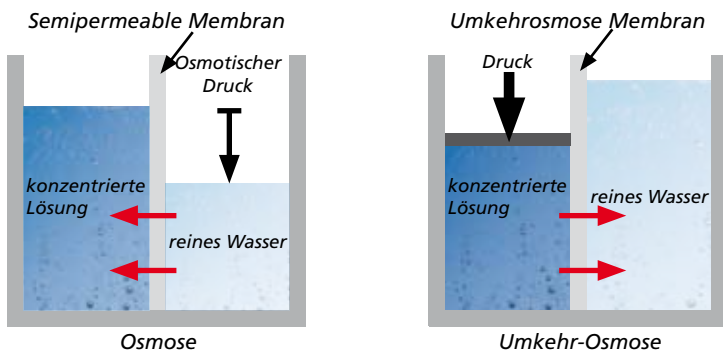 Semipermeable Membran
Osmotischer
Druck
konzentrierte
Lösung
reines Wasser
Osmose
Umkehrosmose Membran
Druck
konzentrierte
Lösung
reines Wasser
Umkehr-Osmose